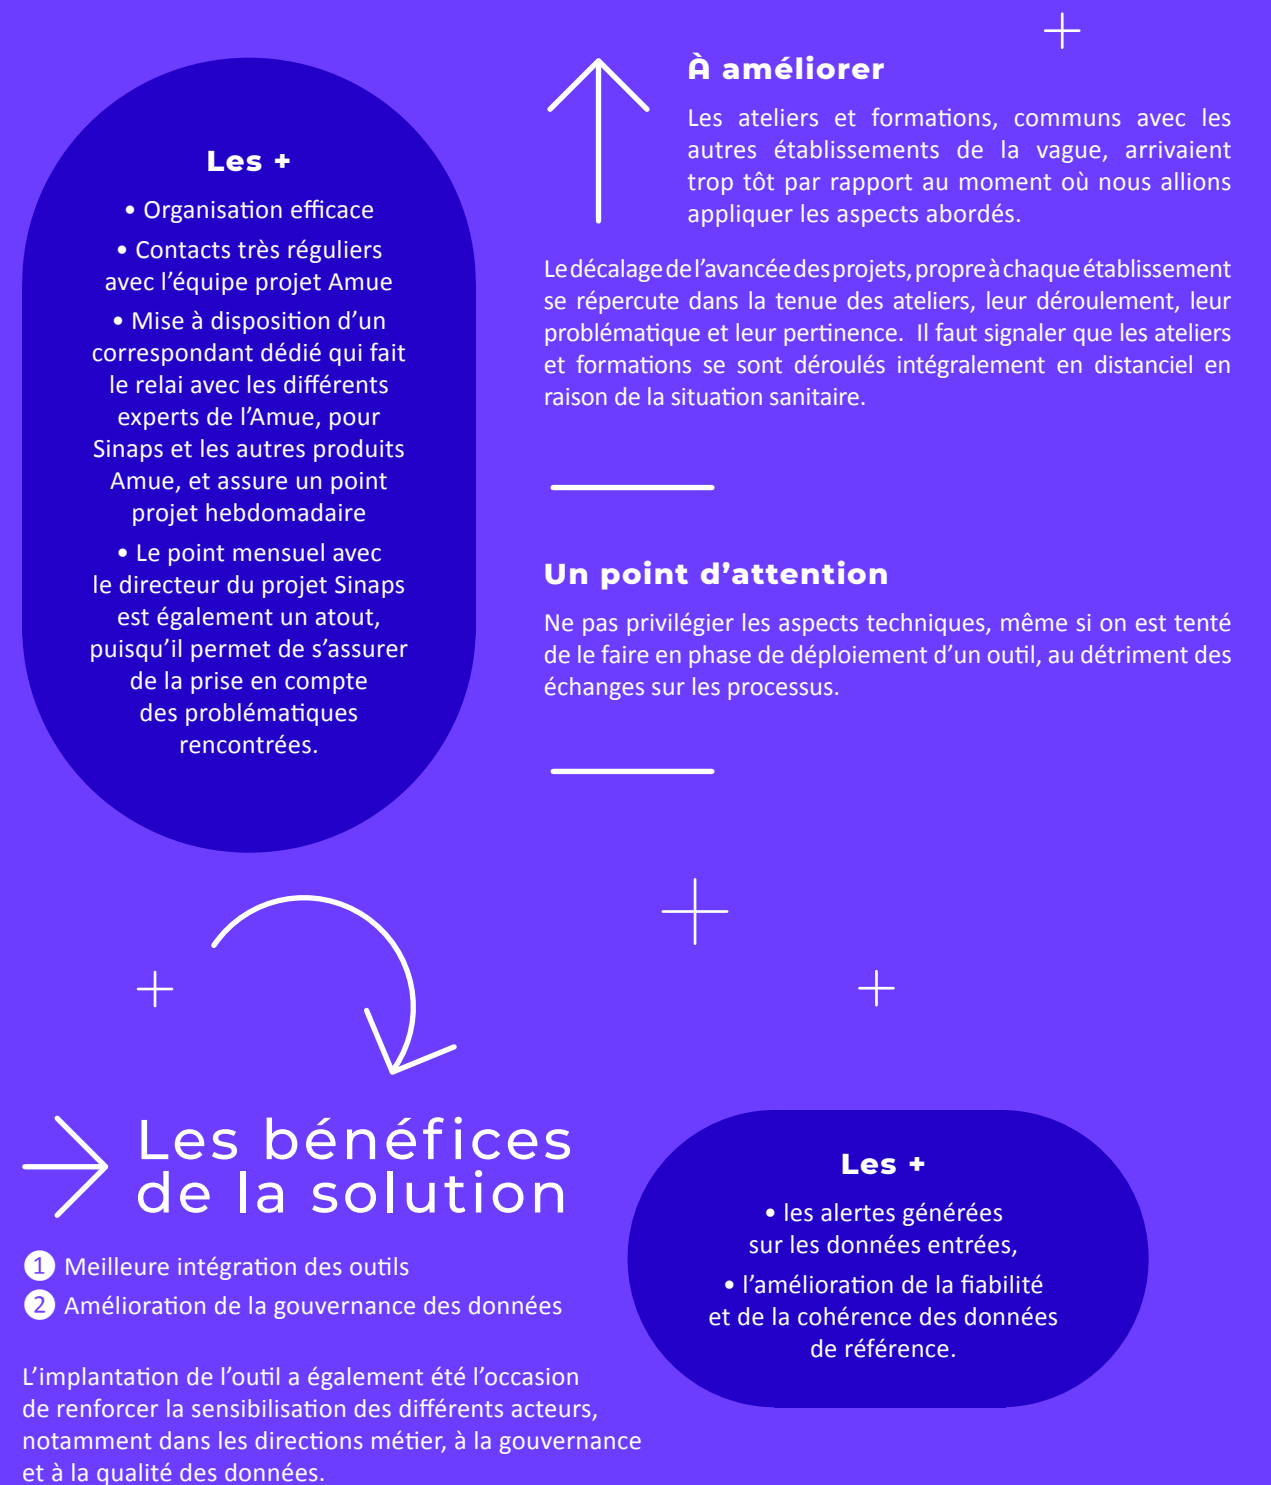 Les +
• Organisation efficace
• Contacts très réguliers
avec l’équipe projet Amue
• Mise à disposition d’un
correspondant dédié qui fait
le relai avec les différents
experts de l’Amue, pour
Sinaps et les autres produits
Amue, et assure un point
projet hebdomadaire
• Le point mensuel avec
le directeur du projet Sinaps
est également un atout,
puisqu’il permet de s’assurer
de la prise en compte
des problématiques
rencontrées.
À améliorer
Les ateliers et formations, communs avec les
autres établissements de la vague, arrivaient
trop tôt par rapport au moment où nous allions
appliquer les aspects abordés.
Le décalage de l’avancée des projets, propre à chaque établissement
se répercute dans la tenue des ateliers, leur déroulement, leur
problématique et leur pertinence. Il faut signaler que les ateliers
et formations se sont déroulés intégralement en distanciel en
raison de la situation sanitaire.
Un point d’attention
Ne pas privilégier les aspects techniques, même si on est tenté
de le faire en phase de déploiement d’un outil, au détriment des
échanges sur les processus.
Les bénéfices
de la solution
1 Meilleure intégration des outils
2 Amélioration de la gouvernance des données
L’implantation de l’outil a également été l’occasion
de renforcer la sensibilisation des différents acteurs,
notamment dans les directions métier, à la gouvernance
et à la qualité des données.
Les +
• les alertes générées
sur les données entrées,
• l’amélioration de la fiabilité
et de la cohérence des données
de référence.